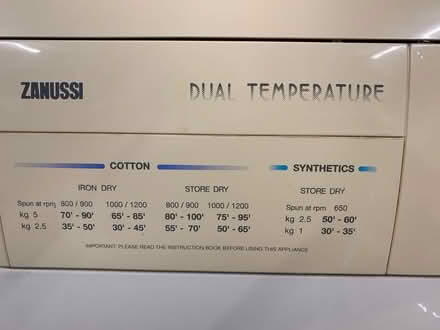 ZANUSSI DUAL TEMPERATURE
COTTON SYNTHETICS
IRON DRY STORE DRY STORE DRY
Spun at rpm 800 / 900 1000 / 1200 800 / 900 1000 / 1200 Spun at rpm 650
kg 5 70' - 90' 65' - 85' 80' - 100' 75' - 95' kg 2.5 50' - 60'
kg 2.5 35' - 50' 30' - 45' 55' - 70' 50' - 65' kg 1 30' - 35'
IMPORTANT: PLEASE READ THE INSTRUCTION BOOK BEFORE USING THIS APPLIANCE